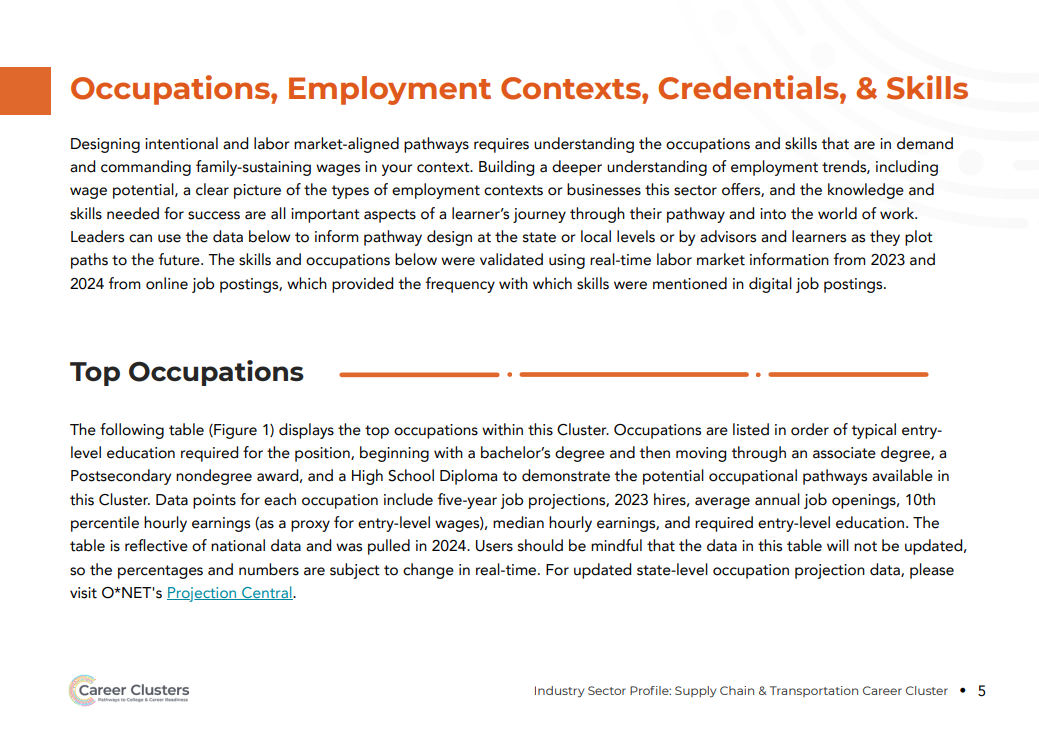 Occupations, Employment Contexts, Credentials, & Skills
Designing intentional and labor market-aligned pathways requires understanding the occupations and skills that are in demand
and commanding family-sustaining wages in your context. Building a deeper understanding of employment trends, including
wage potential, a clear picture of the types of employment contexts or businesses this sector offers, and the knowledge and
skills needed for success are all important aspects of a learner’s journey through their pathway and into the world of work.
Leaders can use the data below to inform pathway design at the state or local levels or by advisors and learners as they plot
paths to the future. The skills and occupations below were validated using real-time labor market information from 2023 and
2024 from online job postings, which provided the frequency with which skills were mentioned in digital job postings.
Top Occupations
The following table (Figure 1) displays the top occupations within this Cluster. Occupations are listed in order of typical entry-
level education required for the position, beginning with a bachelor’s degree and then moving through an associate degree, a
Postsecondary nondegree award, and a High School Diploma to demonstrate the potential occupational pathways available in
this Cluster. Data points for each occupation include five-year job projections, 2023 hires, average annual job openings, 10th
percentile hourly earnings (as a proxy for entry-level wages), median hourly earnings, and required entry-level education. The
table is reflective of national data and was pulled in 2024. Users should be mindful that the data in this table will not be updated,
so the percentages and numbers are subject to change in real-time. For updated state-level occupation projection data, please
visit O*NET's Projection Central.
Career Clusters
Pathways to College & Career Readiness
Industry Sector Profile: Supply Chain & Transportation Career Cluster • 5